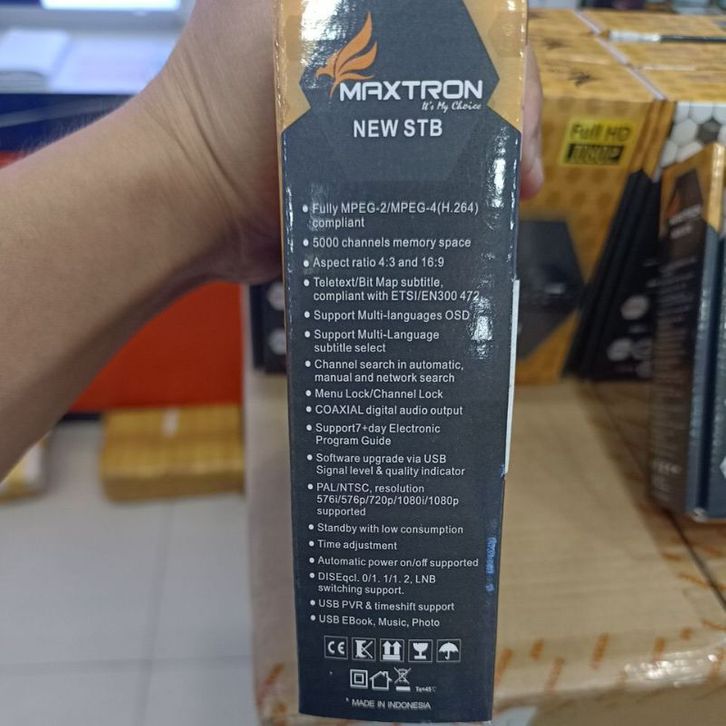 MAXTRON
It's My Choice
NEW STB
• Fully MPEG-2/MPEG-4(H.264)
compliant
• 5000 channels memory space
• Aspect ratio 4:3 and 16:9
• Teletext/Bit Map subtitle,
compliant with ETSI/EN300 472
• Support Multi-languages OSD
• Support Multi-Language
subtitle select
• Channel search in automatic,
manual and network search
• Menu Lock/Channel Lock
• COAXIAL digital audio output
• Support7+day Electronic
Program Guide
• Software upgrade via USB
Signal level & quality indicator
• PAL/NTSC, resolution
576i/576p/720p/1080i/1080p
supported
• Standby with low consumption
• Time adjustment
• Automatic power on/off supported
• DISEqcl. 0/1. 1/1. 2, LNB
switching support.
• USB PVR & timeshift support
• USB EBook, Music, Photo
CE
Ta=45°C
* MADE IN INDONESIA
Full HD
1080P
MAXTRON